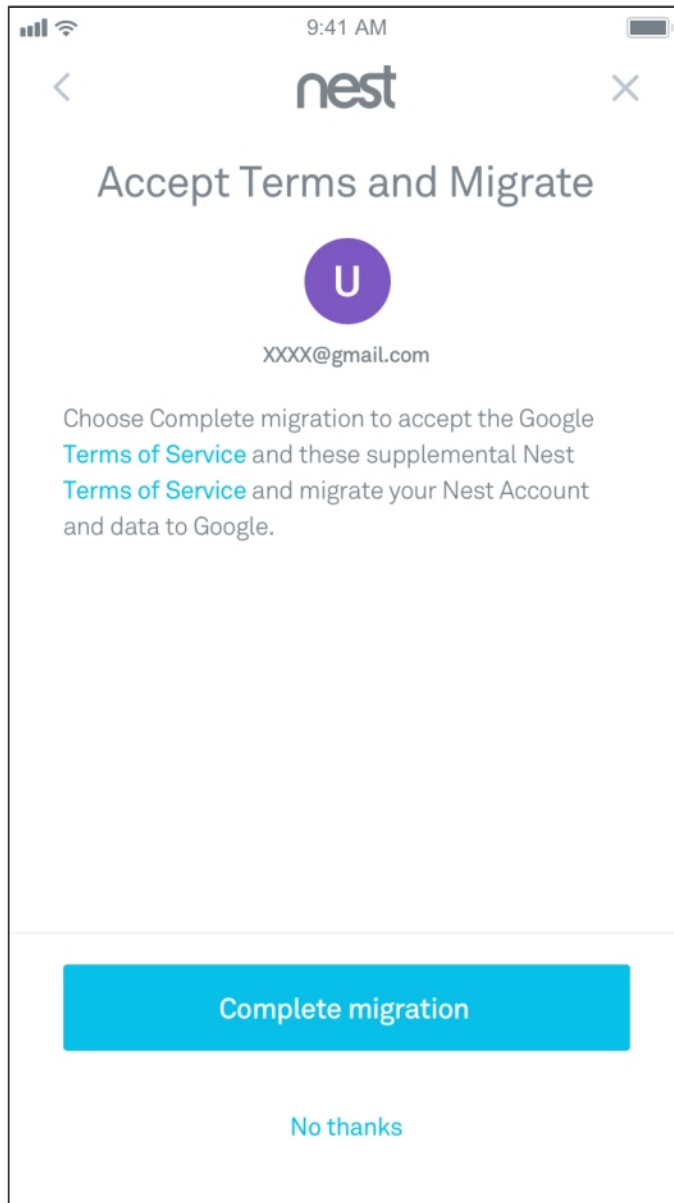 9:41 AM
nest
Accept Terms and Migrate
U
XXXX@gmail.com
Choose Complete migration to accept the Google
Terms of Service and these supplemental Nest
Terms of Service and migrate your Nest Account
and data to Google.
Complete migration
No thanks